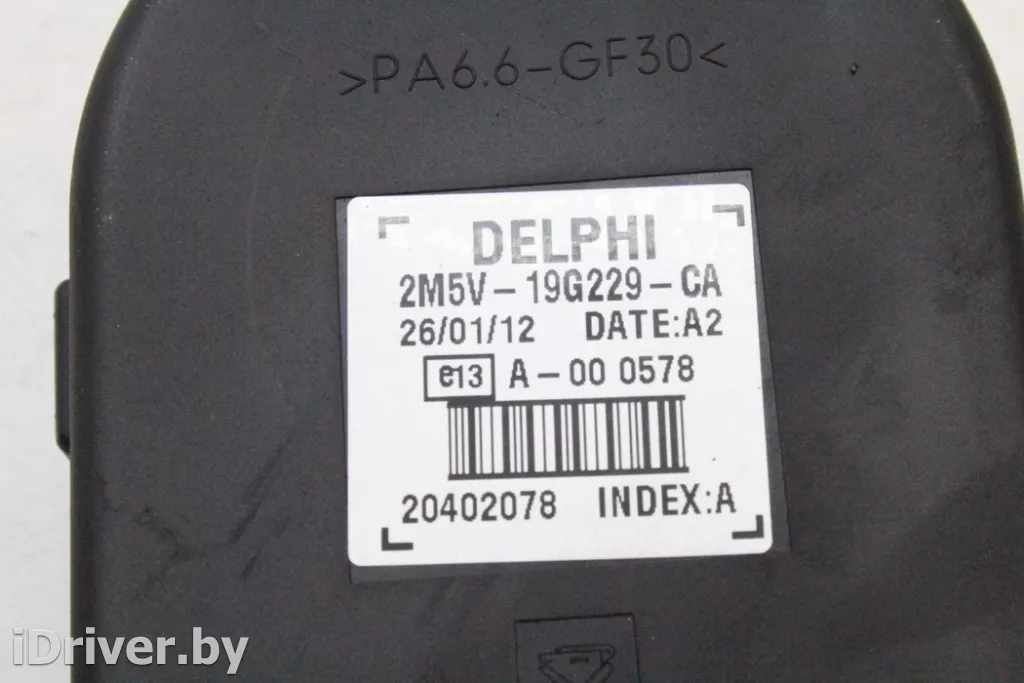 >PA6.6-GF30<
DELPHI
2M5V-19G229-CA
26/01/12 DATE:A2
e13 A-00 0578
20402078 INDEX:A
iDriver.by